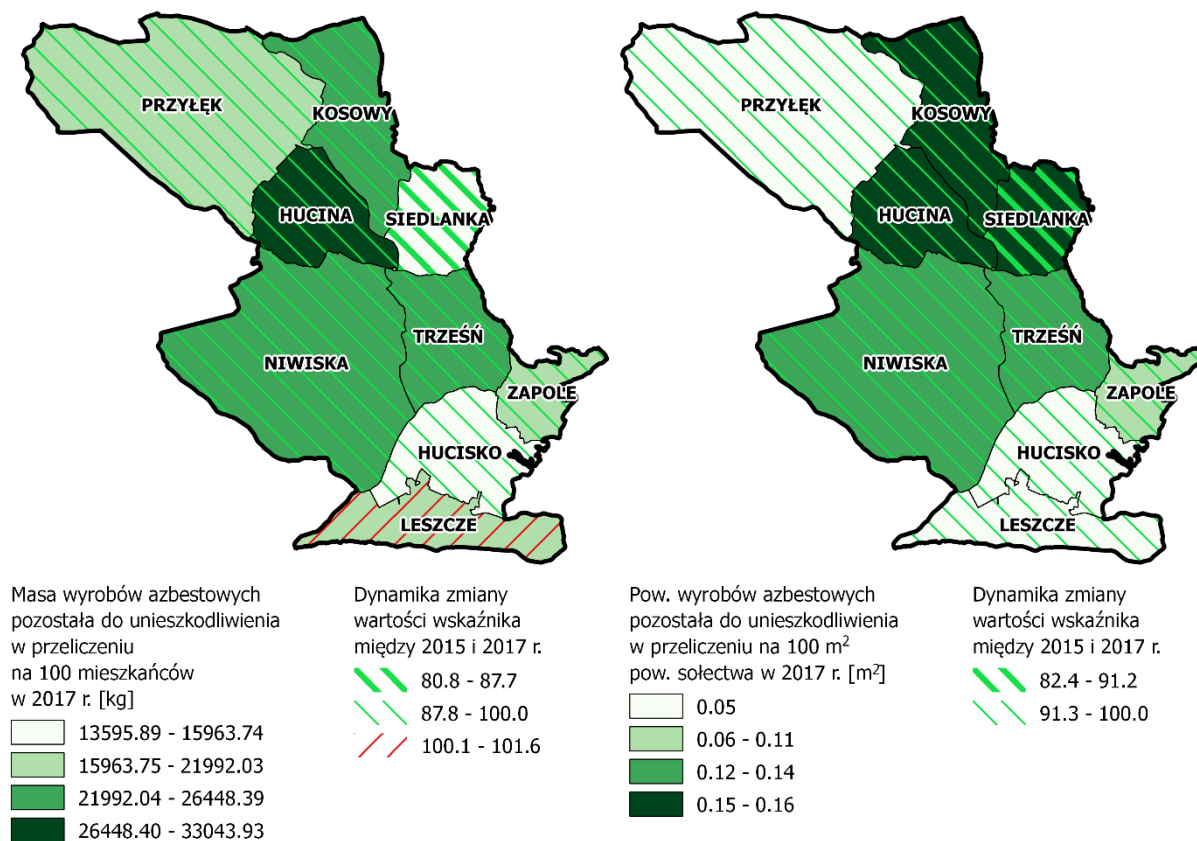 PRZYŁĘK
KOSOWY
HUCINA
SIEDLANKA
TRZEŚŃ
NIWISKA
ZAPOLE
HUCISKO
LESZCZE
PRZYŁĘK
KOSOWY
HUCINA
SIEDLANKA
TRZEŚŃ
NIWISKA
ZAPOLE
HUCISKO
LESZCZE
Masa wyrobów azbestowych
pozostała do unieszkodliwienia
w przeliczeniu
na 100 mieszkańców
w 2017 r. [kg]
13595.89 - 15963.74
15963.75 - 21992.03
21992.04 - 26448.39
26448.40 - 33043.93
Dynamika zmiany
wartości wskaźnika
między 2015 i 2017 r.
80.8 - 87.7
87.8 - 100.0
100.1 - 101.6
Pow. wyrobów azbestowych
pozostała do unieszkodliwienia
w przeliczeniu na 100 m²
pow. sołectwa w 2017 r. [m²]
0.05
0.06 - 0.11
0.12 - 0.14
0.15 - 0.16
Dynamika zmiany
wartości wskaźnika
między 2015 i 2017 r.
82.4 - 91.2
91.3 - 100.0